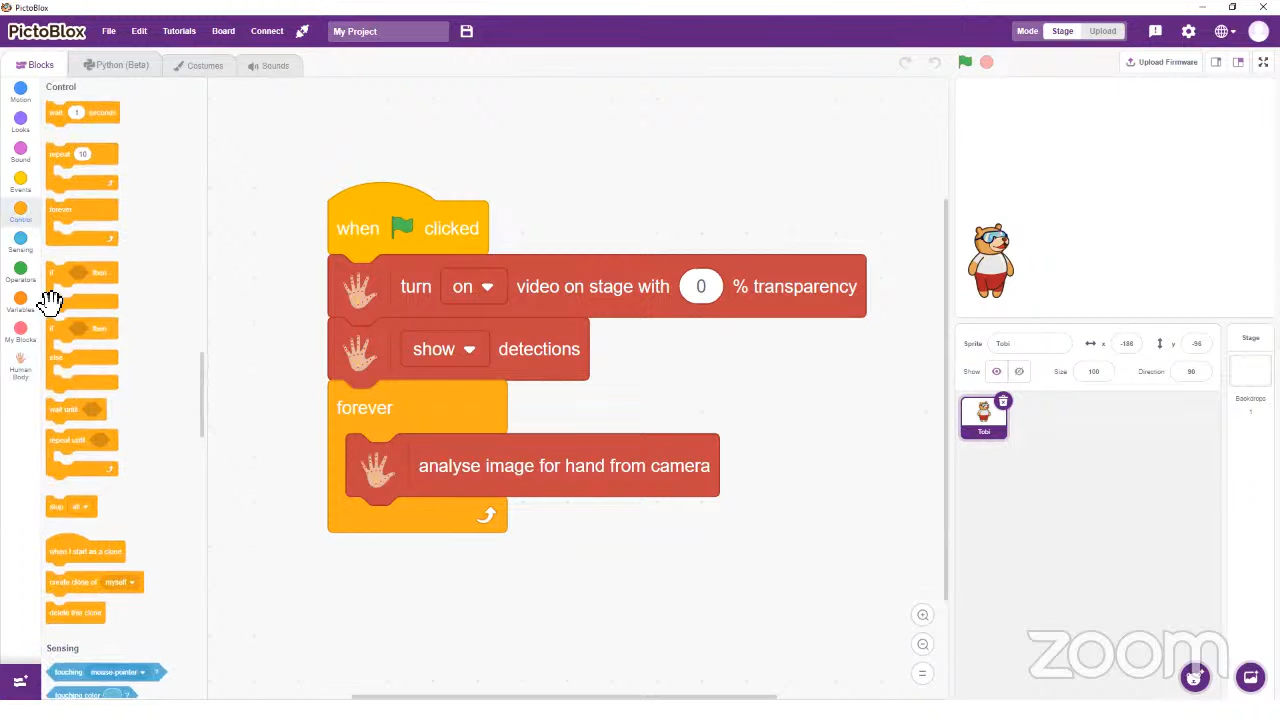 PictoBlox
PictoBlox File Edit Tutorials Board Connect My Project Mode Stage Upload
Blocks Python (Beta) Costumes Sounds Upload Firmware
Motion
Looks
Sound
Events
Control
Sensing
Operators
Variables
My Blocks
Human
Body
Control
wait 1 seconds
repeat 10
forever
if then
if then
else
wait until
repeat until
stop all
when I start as a clone
create clone of myself
delete this clone
Sensing
touching mouse-pointer ?
touching color ?
when clicked
turn on video on stage with 0 % transparency
show detections
forever
analyse image for hand from camera
Sprite Tobi x -186 y -96
Show Size 100 Direction 90
Tobi
Stage
Backdrops
1
zoom